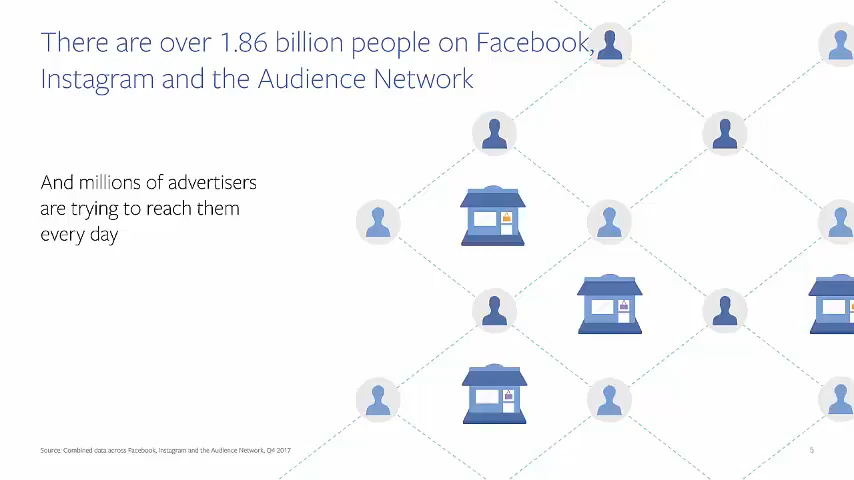 There are over 1.86 billion people on Facebook,
Instagram and the Audience Network
And millions of advertisers
are trying to reach them
every day
Source: Combined data across Facebook, Instagram and the Audience Network, Q4 2017
5